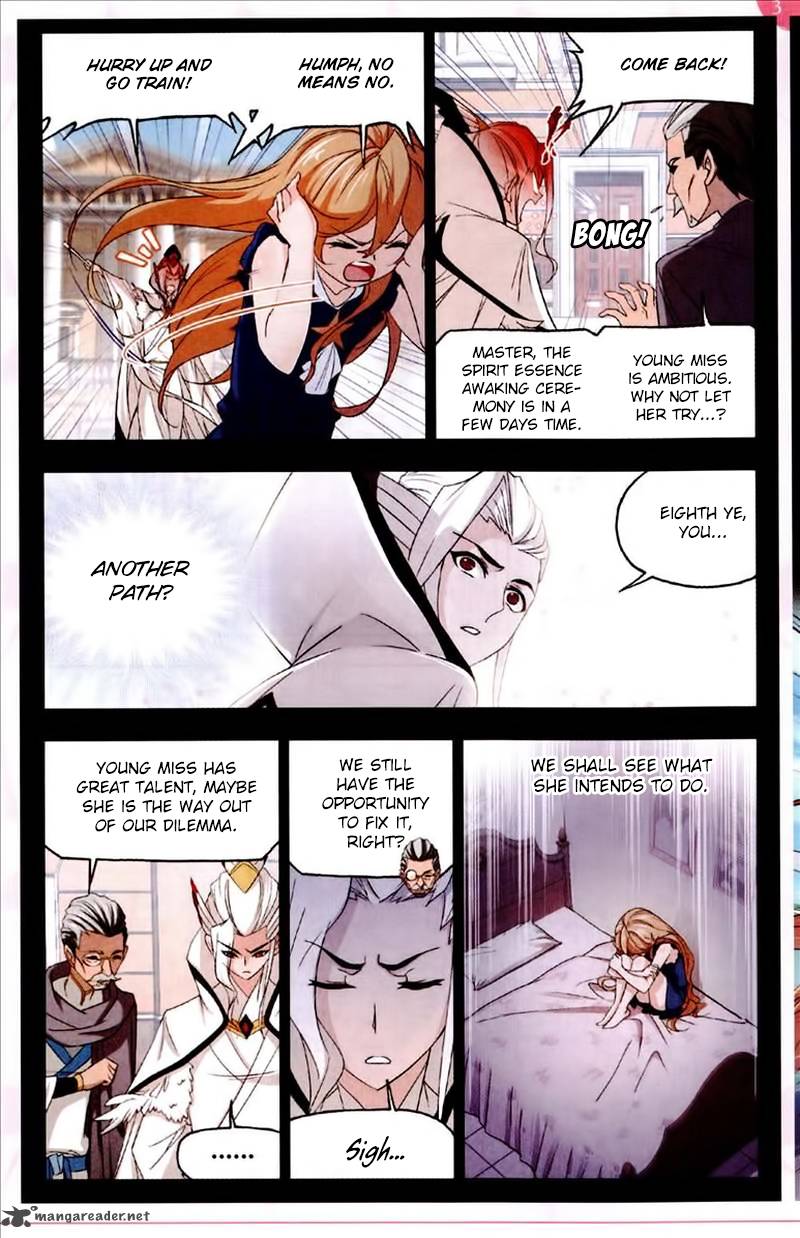 3
HURRY UP AND
GO TRAIN!
HUMPH, NO
MEANS NO.
COME BACK!
BONG!
MASTER, THE
SPIRIT ESSENCE
AWAKING CERE-
MONY IS IN A
FEW DAYS TIME.
YOUNG MISS
IS AMBITIOUS.
WHY NOT LET
HER TRY...?
ANOTHER
PATH?
EIGHTH YE,
YOU...
YOUNG MISS HAS
GREAT TALENT, MAYBE
SHE IS THE WAY OUT
OF OUR DILEMMA.
......
WE STILL
HAVE THE
OPPORTUNITY
TO FIX IT,
RIGHT?
Sigh...
WE SHALL SEE WHAT
SHE INTENDS TO DO.
mangareader.net